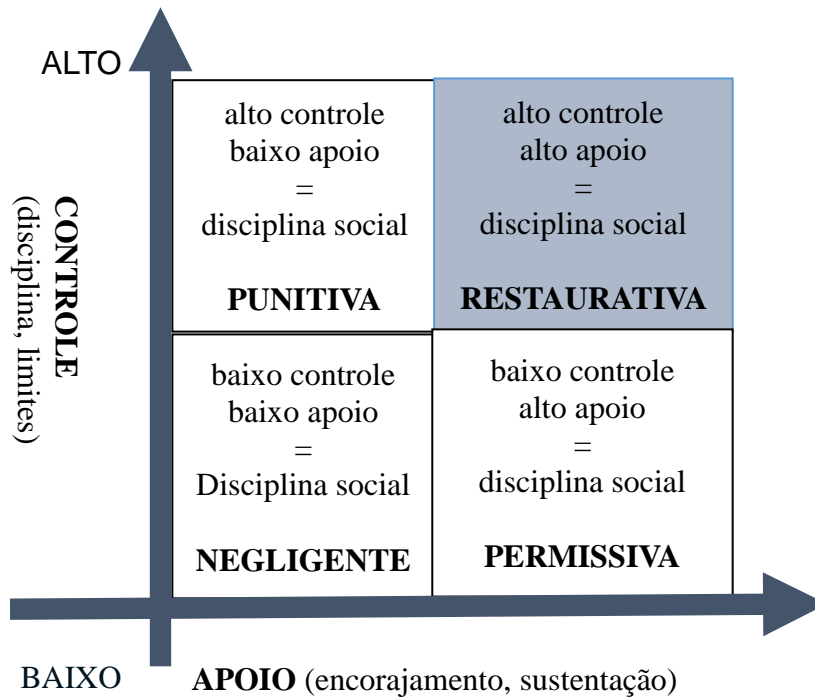 ALTO
CONTROLE
(disciplina, limites)
alto controle
baixo apoio
=
disciplina social
PUNITIVA
alto controle
alto apoio
=
disciplina social
RESTAURATIVA
baixo controle
baixo apoio
=
Disciplina social
NEGLIGENTE
baixo controle
alto apoio
=
disciplina social
PERMISSIVA
BAIXO
APOIO (encorajamento, sustentação)